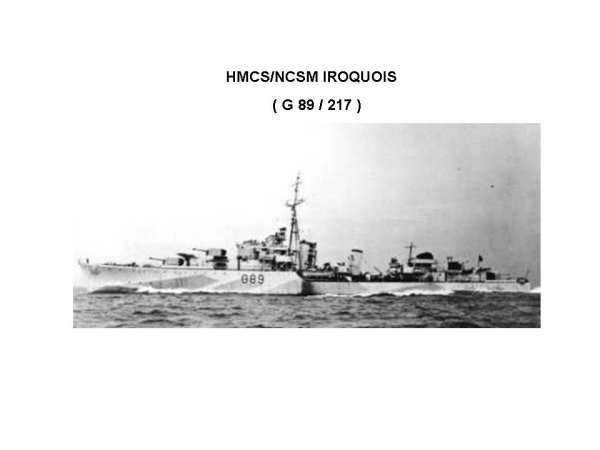 HMCS/NCSM IROQUOIS
( G 89 / 217 )
G89